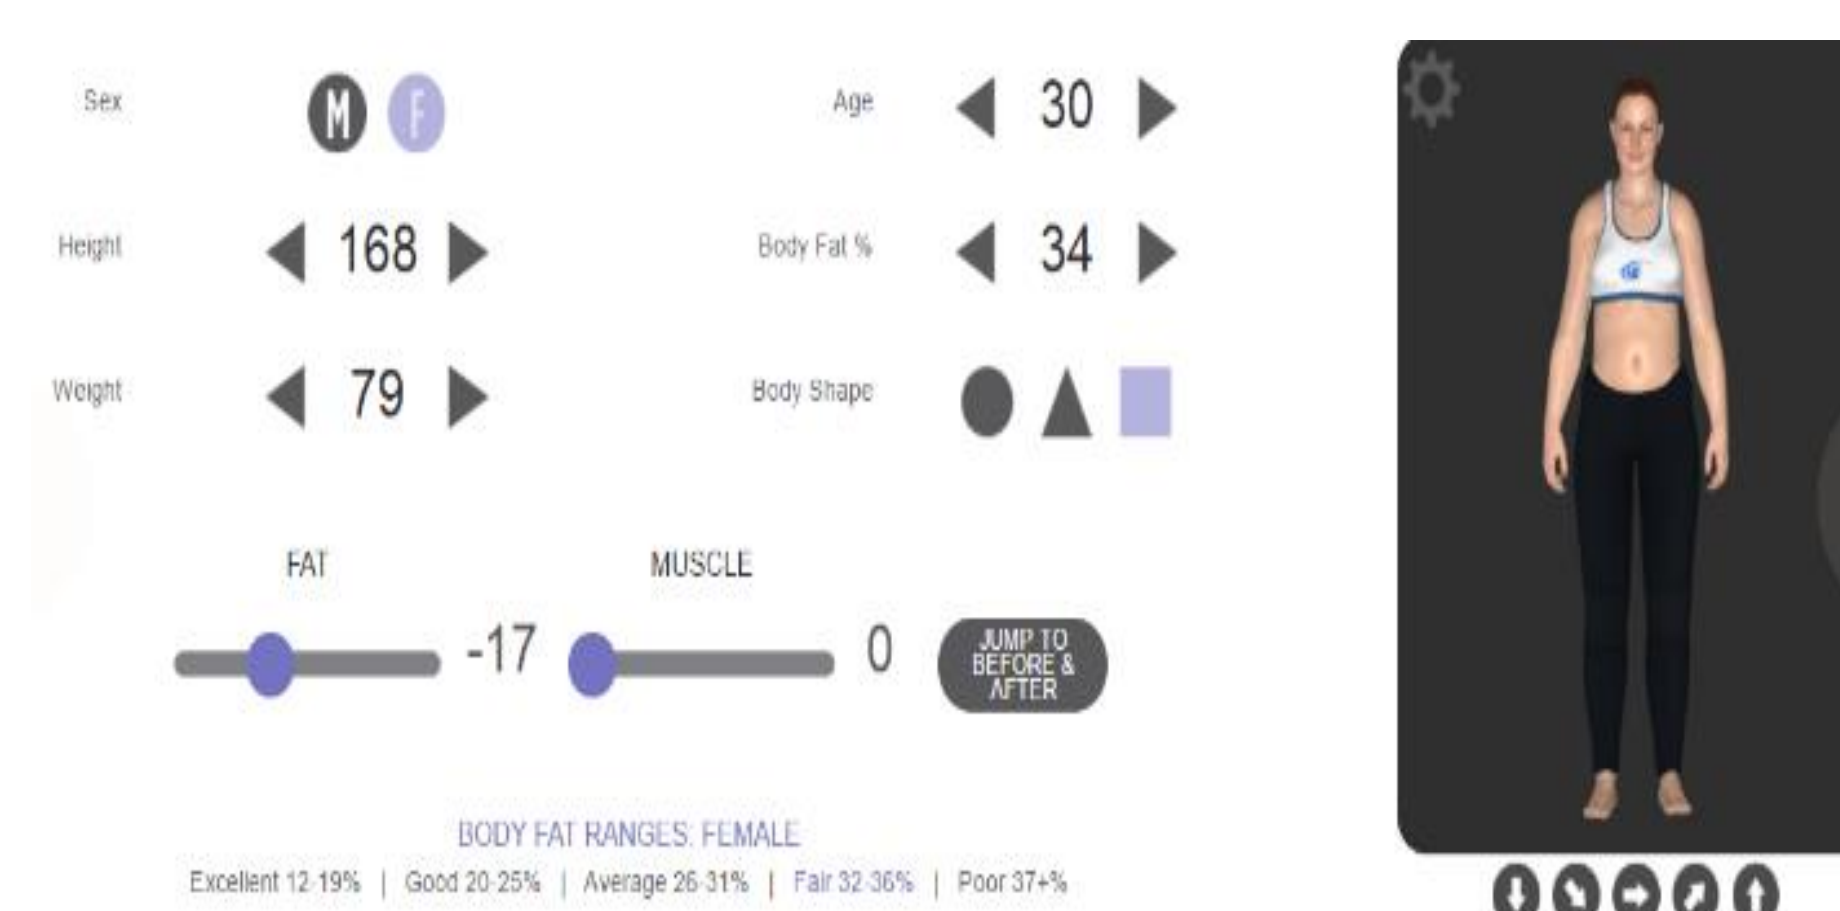 Sex M F Age 30
Height 168 Body Fat % 34
Weight 79 Body Shape
FAT MUSCLE
-17 0 JUMP TO
BEFORE &
AFTER
BODY FAT RANGES: FEMALE
Excellent 12-19% | Good 20-25% | Average 26-31% | Fair 32-36% | Poor 37+%